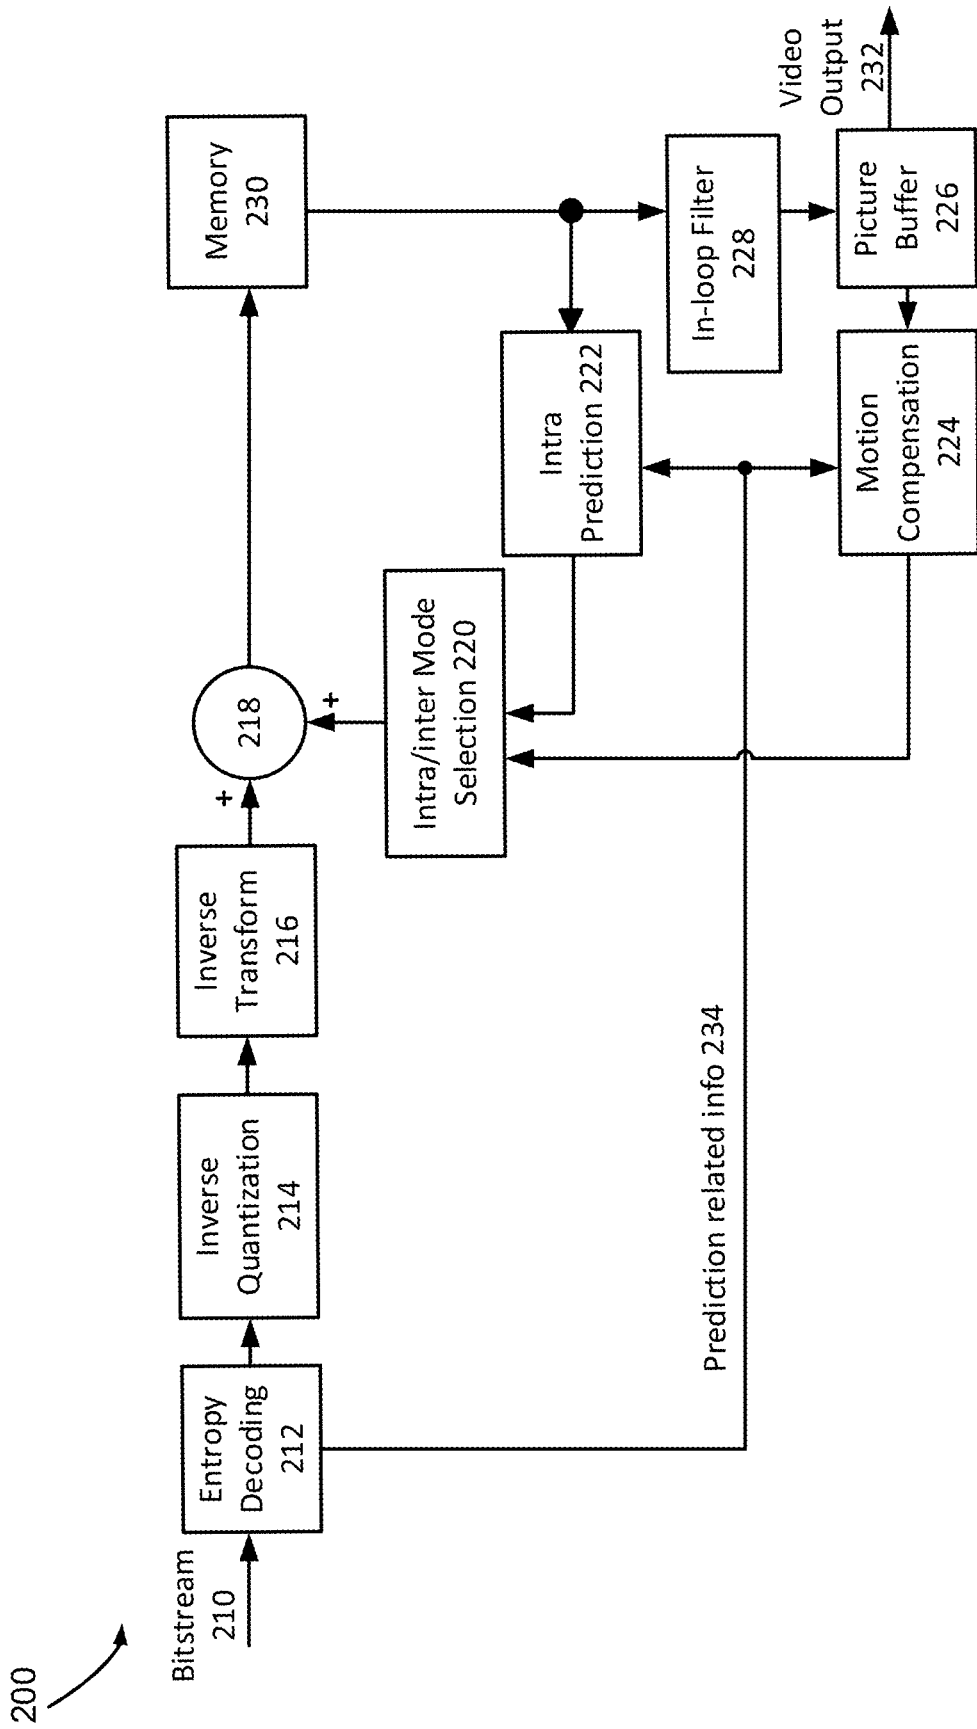 200
Bitstream
210
Entropy
Decoding
212
Inverse
Quantization
214
Inverse
Transform
216
+
218
+
Memory
230
Intra/inter Mode
Selection 220
Intra
Prediction 222
In-loop Filter
228
Prediction related info 234
Motion
Compensation
224
Picture
Buffer
226
Video
Output
232